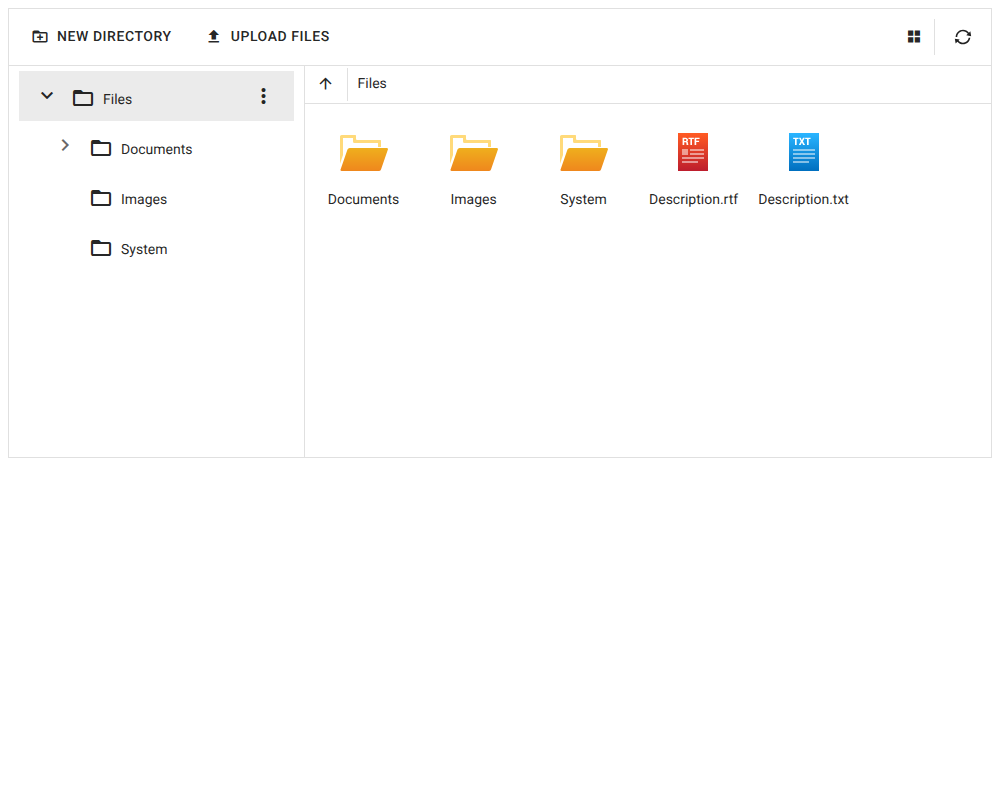 NEW DIRECTORY
UPLOAD FILES
Files
Documents
Images
System
Files
Documents
Images
System
RTF
Description.rtf
TXT
Description.txt